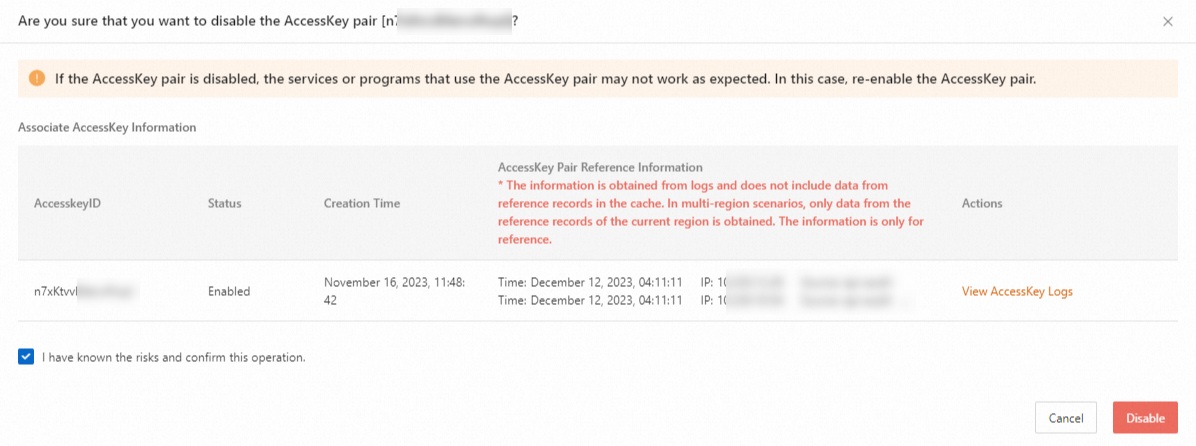 Are you sure that you want to disable the AccessKey pair [n7 ?
If the AccessKey pair is disabled, the services or programs that use the AccessKey pair may not work as expected. In this case, re-enable the AccessKey pair.
Associate AccessKey Information
AccesskeyID
Status
Creation Time
AccessKey Pair Reference Information
* The information is obtained from logs and does not include data from
reference records in the cache. In multi-region scenarios, only data from the
reference records of the current region is obtained. The information is only for
reference.
Actions
n7xKtvvl
Enabled
November 16, 2023, 11:48:
42
Time: December 12, 2023, 04:11:11 IP: 10
Time: December 12, 2023, 04:11:11 IP: 10
View AccessKey Logs
I have known the risks and confirm this operation.
Cancel
Disable